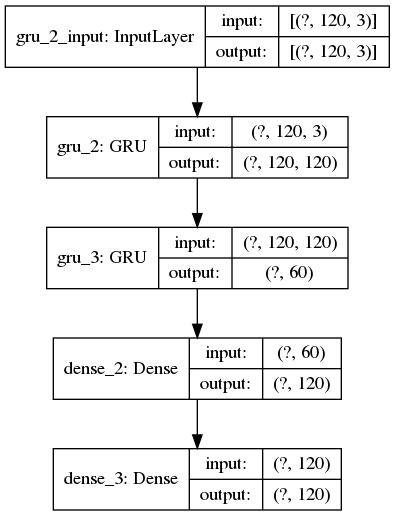 gru_2_input: InputLayer
input:
[(?, 120, 3)]
output:
[(?, 120, 3)]
gru_2: GRU
input:
(?, 120, 3)
output:
(?, 120, 120)
gru_3: GRU
input:
(?, 120, 120)
output:
(?, 60)
dense_2: Dense
input:
(?, 60)
output:
(?, 120)
dense_3: Dense
input:
(?, 120)
output:
(?, 120)